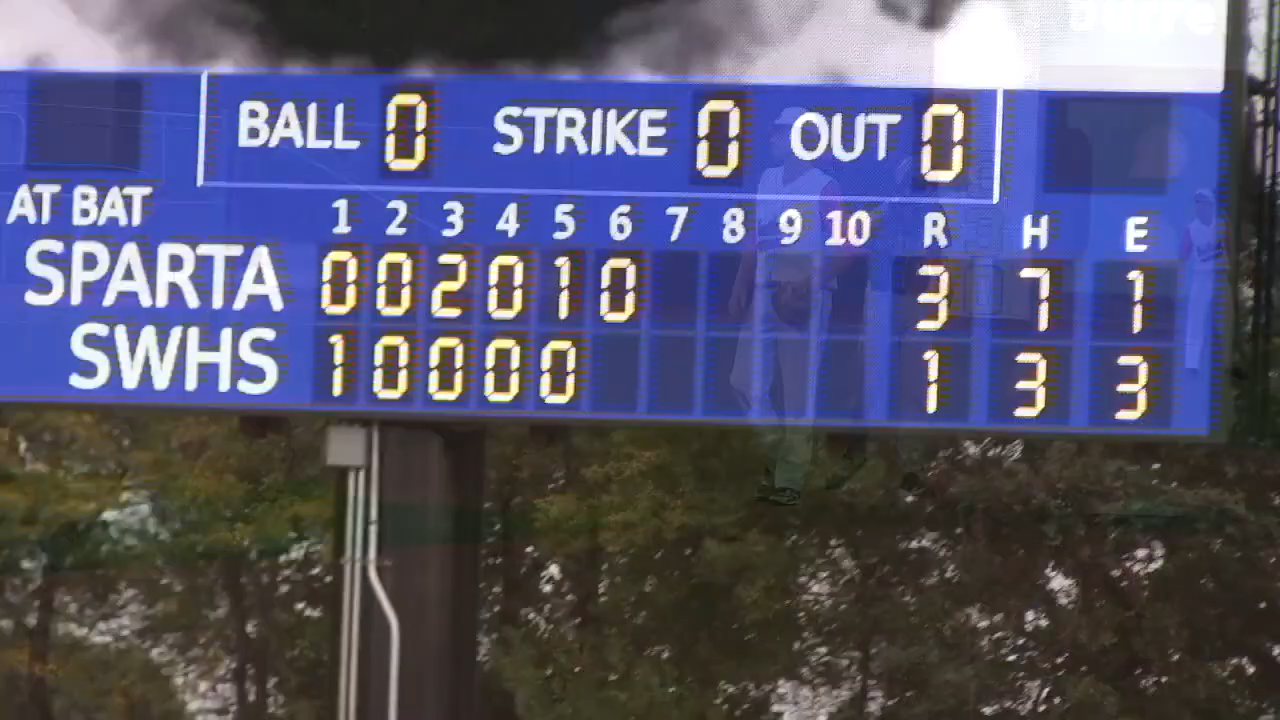 BALL 0 STRIKE 0 OUT 0
AT BAT 1 2 3 4 5 6 7 8 9 10 R H E
SPARTA 0 0 2 0 1 0 3 7 1
SWHS 1 0 0 0 0 1 3 3